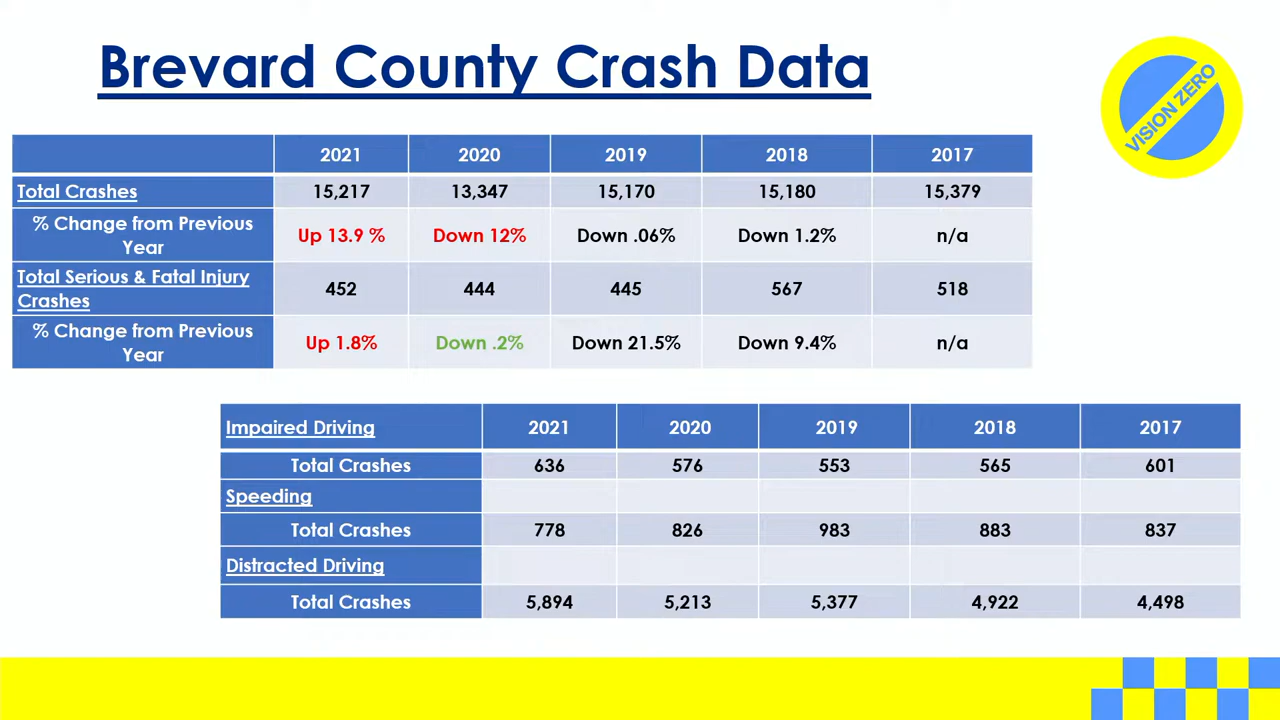 Brevard County Crash Data
VISION ZERO
2021 2020 2019 2018 2017
Total Crashes 15,217 13,347 15,170 15,180 15,379
% Change from Previous
Year Up 13.9 % Down 12% Down .06% Down 1.2% n/a
Total Serious & Fatal Injury
Crashes 452 444 445 567 518
% Change from Previous
Year Up 1.8% Down .2% Down 21.5% Down 9.4% n/a
Impaired Driving 2021 2020 2019 2018 2017
Total Crashes 636 576 553 565 601
Speeding
Total Crashes 778 826 983 883 837
Distracted Driving
Total Crashes 5,894 5,213 5,377 4,922 4,498